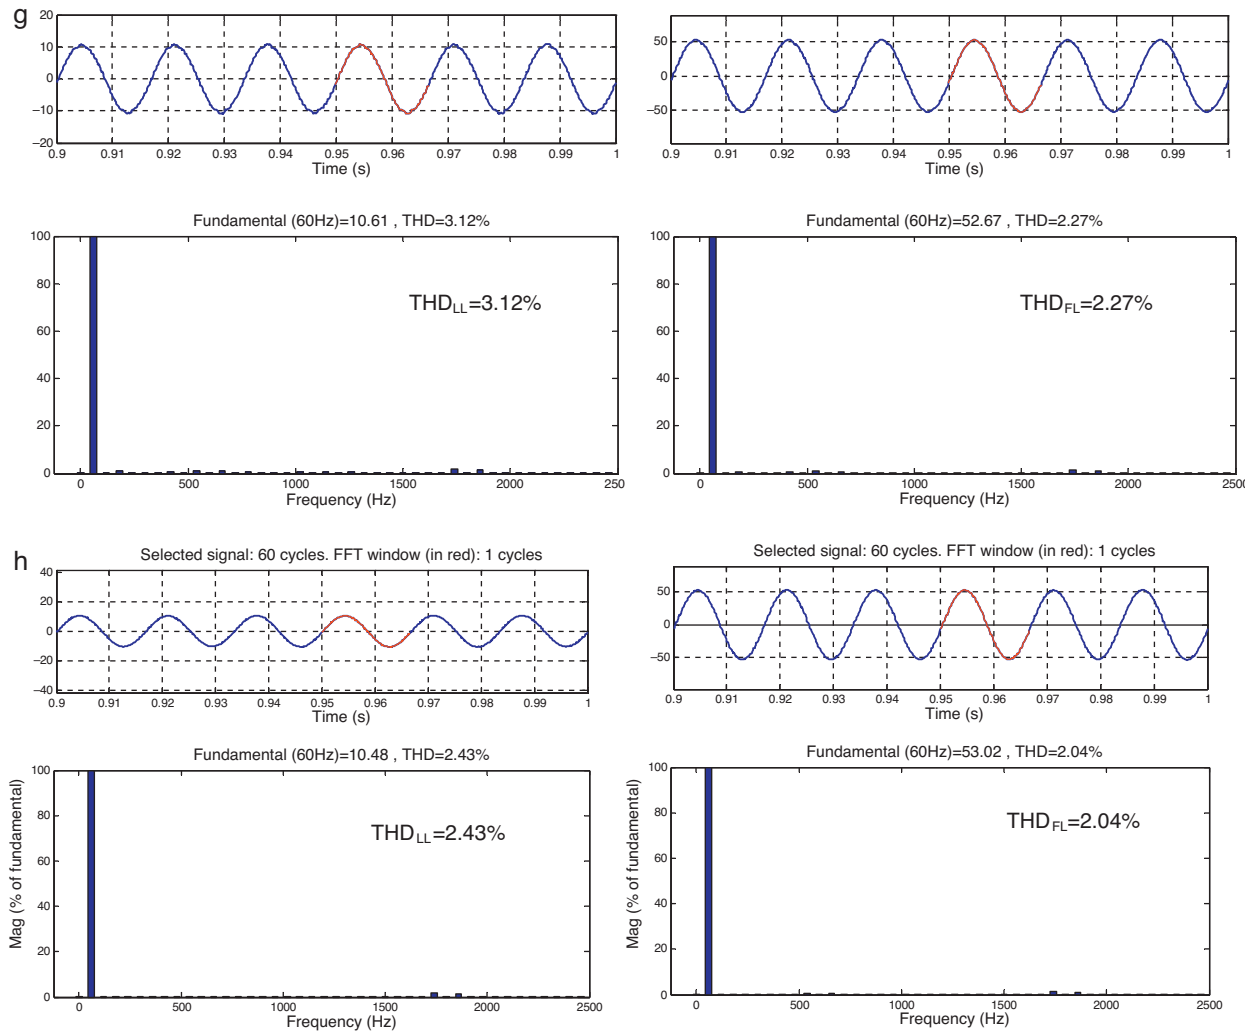 g
20
10
0
−10
−20
0.9 0.91 0.92 0.93 0.94 0.95 0.96 0.97 0.98 0.99 1
Time (s)
50
0
−50
0.9 0.91 0.92 0.93 0.94 0.95 0.96 0.97 0.98 0.99 1
Time (s)
Fundamental (60Hz)=10.61 , THD=3.12%
100
80
60
40
20
0
THDLL=3.12%
0 500 1000 1500 2000 2500
Frequency (Hz)
Fundamental (60Hz)=52.67 , THD=2.27%
100
80
60
40
20
0
THDFL=2.27%
0 500 1000 1500 2000 2500
Frequency (Hz)
h
Selected signal: 60 cycles. FFT window (in red): 1 cycles
40
20
0
−20
−40
0.9 0.91 0.92 0.93 0.94 0.95 0.96 0.97 0.98 0.99 1
Time (s)
Selected signal: 60 cycles. FFT window (in red): 1 cycles
50
0
−50
0.9 0.91 0.92 0.93 0.94 0.95 0.96 0.97 0.98 0.99 1
Time (s)
Fundamental (60Hz)=10.48 , THD=2.43%
Mag (% of fundamental)
100
80
60
40
20
0
THDLL=2.43%
0 500 1000 1500 2000 2500
Frequency (Hz)
Fundamental (60Hz)=53.02 , THD=2.04%
Mag (% of fundamental)
100
80
60
40
20
0
THDFL=2.04%
0 500 1000 1500 2000 2500
Frequency (Hz)